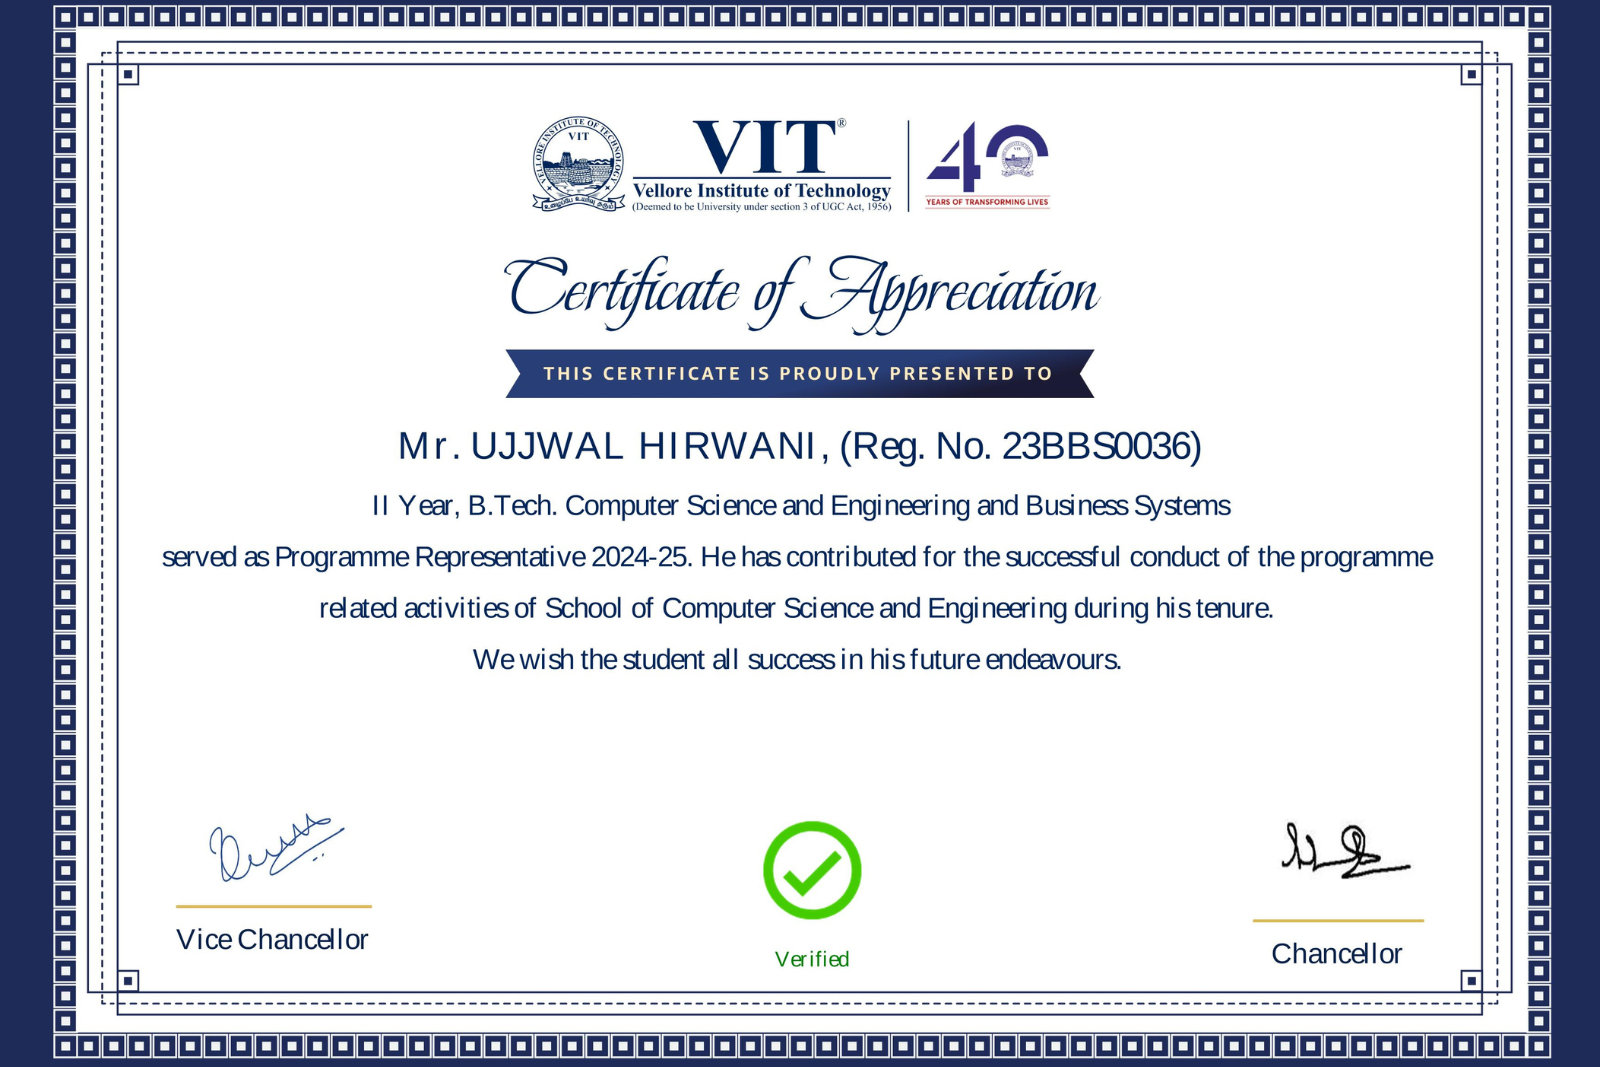 VELLORE INSTITUTE OF TECHNOLOGY
VIT
VIT®
Vellore Institute of Technology
(Deemed to be University under section 3 of UGC Act, 1956)
40
YEARS OF TRANSFORMING LIVES
Certificate of Appreciation
THIS CERTIFICATE IS PROUDLY PRESENTED TO
Mr. UJJWAL HIRWANI, (Reg. No. 23BBS0036)
II Year, B.Tech. Computer Science and Engineering and Business Systems
served as Programme Representative 2024-25. He has contributed for the successful conduct of the programme
related activities of School of Computer Science and Engineering during his tenure.
We wish the student all success in his future endeavours.
Vice Chancellor
Verified
Chancellor